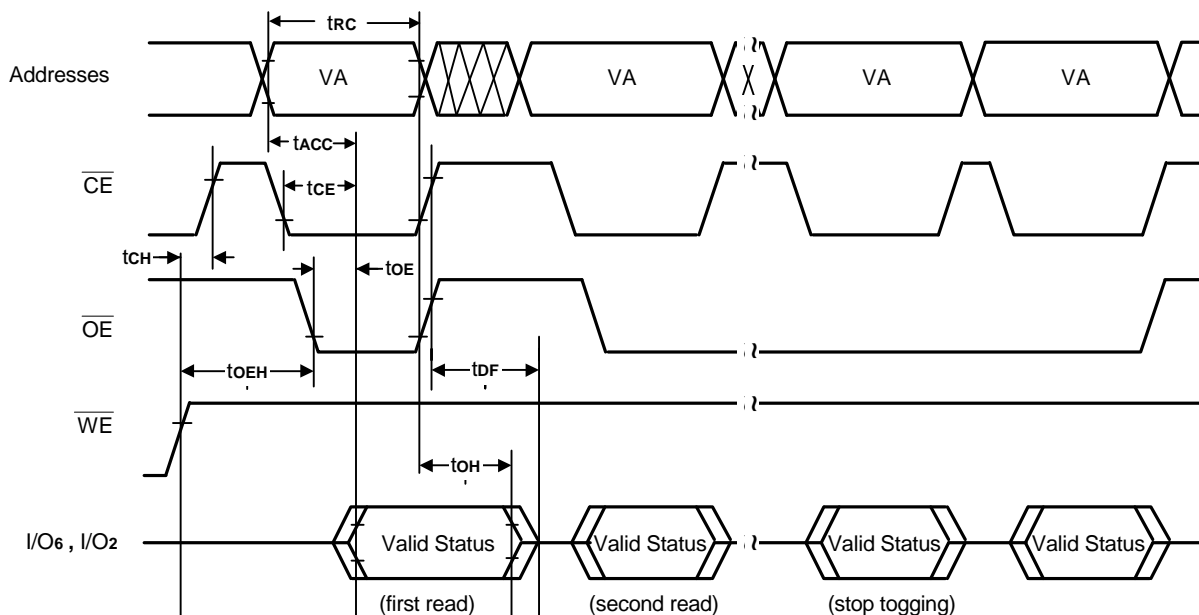 tRC
Addresses VA VA VA VA
tACC
CE tCE
tCH tOE
OE
tOEH tDF
WE
tOH
I/O6 , I/O2 Valid Status Valid Status Valid Status Valid Status
(first read) (second read) (stop togging)